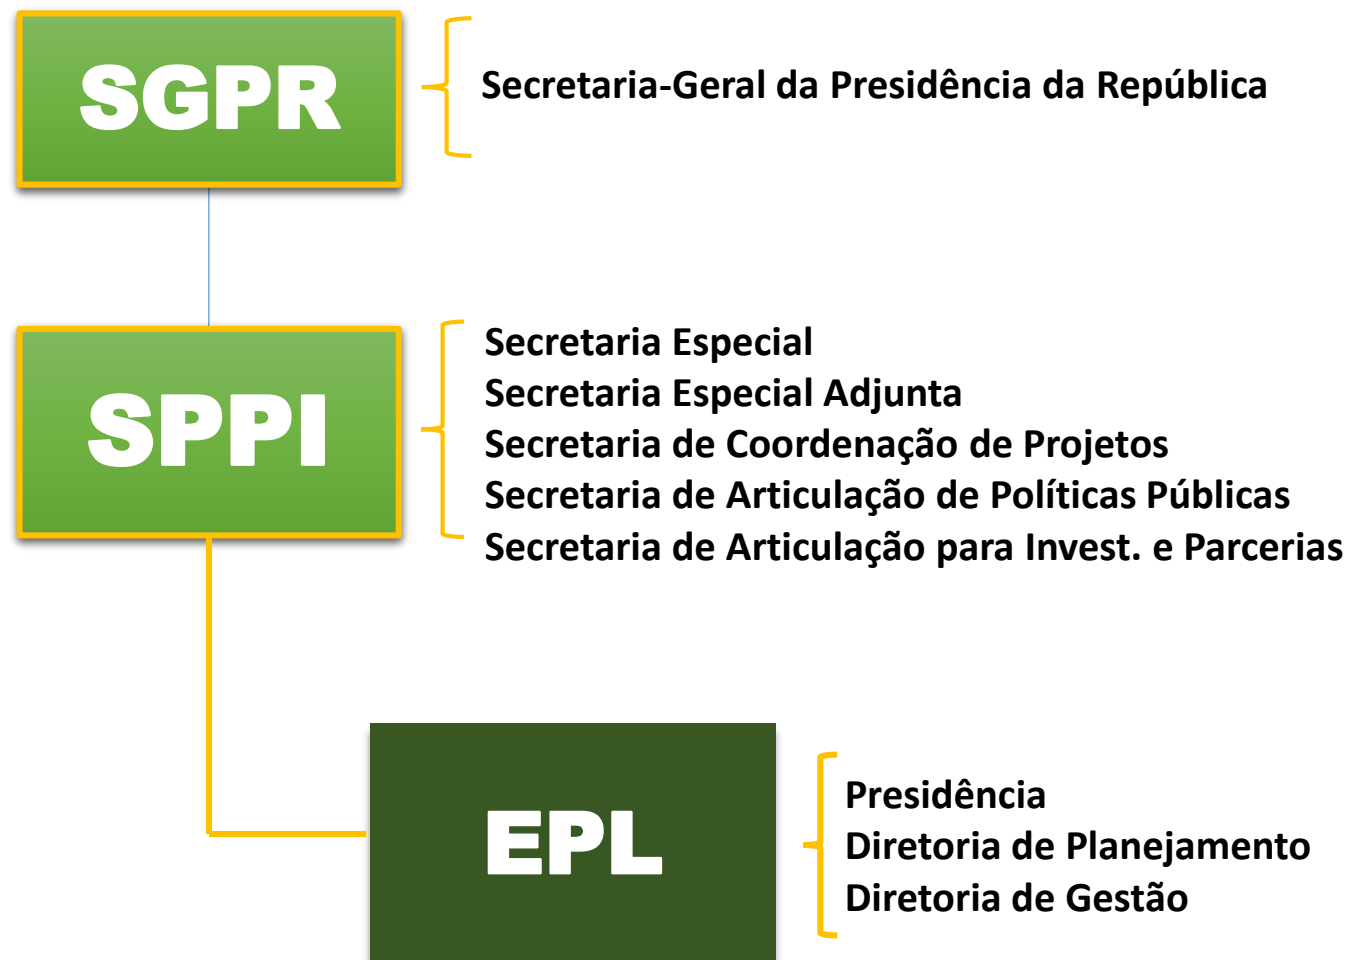 SGPR
Secretaria-Geral da Presidência da República
SPPI
Secretaria Especial
Secretaria Especial Adjunta
Secretaria de Coordenação de Projetos
Secretaria de Articulação de Políticas Públicas
Secretaria de Articulação para Invest. e Parcerias
EPL
Presidência
Diretoria de Planejamento
Diretoria de Gestão